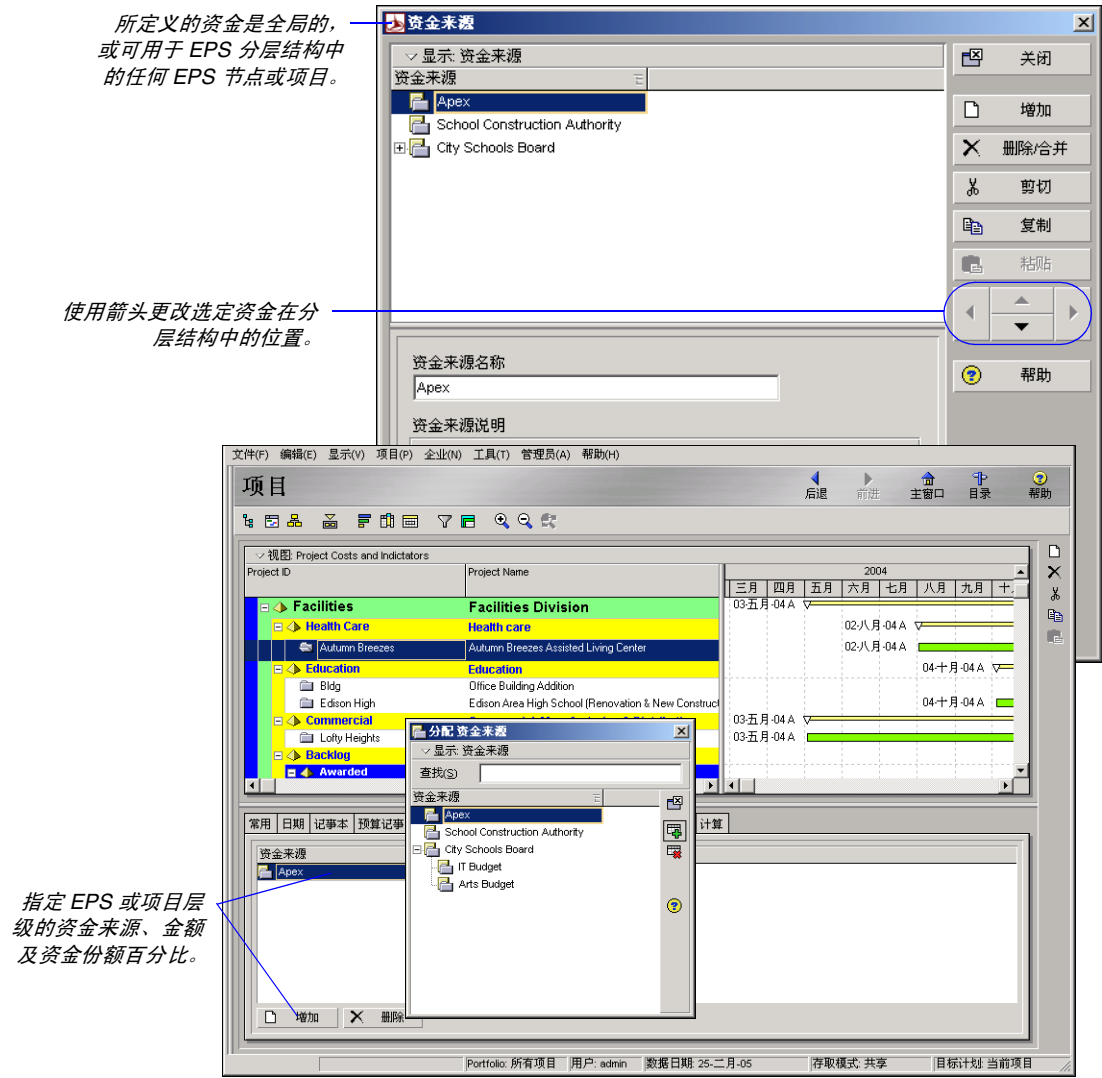 所定义的资金是全局的，
或可用于 EPS 分层结构中
的任何 EPS 节点或项目。
资金来源
显示: 资金来源
资金来源
Apex
School Construction Authority
City Schools Board
关闭
增加
删除/合并
剪切
复制
粘贴
帮助
使用箭头更改选定资金在分
层结构中的位置。
资金来源名称
Apex
资金来源说明
文件(F) 编辑(E) 显示(V) 项目(P) 企业(N) 工具(T) 管理员(A) 帮助(H)
项目
后退 前进 主窗口 目录 帮助
视图: Project Costs and Indictators
Project ID Project Name
2004
三月 四月 五月 六月 七月 八月 九月 十
Facilities Facilities Division 03-五月-04 A
Health Care Health care 02-八月-04 A
Autumn Breezes Autumn Breezes Assisted Living Center 02-八月-04 A
Education Education 04-十月-04 A
Bldg Office Building Addition
Edison High Edison Area High School (Renovation & New Construct 04-十月-04 A
Commercial 03-五月-04 A
Lofty Heights 03-五月-04 A
Backlog
Awarded
分配 资金来源
显示: 资金来源
查找(S)
资金来源
Apex
School Construction Authority
City Schools Board
IT Budget
Arts Budget
常用 日期 记事本 预算记事 计算
资金来源
Apex
增加 删除
指定 EPS 或项目层
级的资金来源、金额
及资金份额百分比。
Portfolio: 所有项目 用户: admin 数据日期: 25-二月-05 存取模式: 共享 目标计划: 当前项目